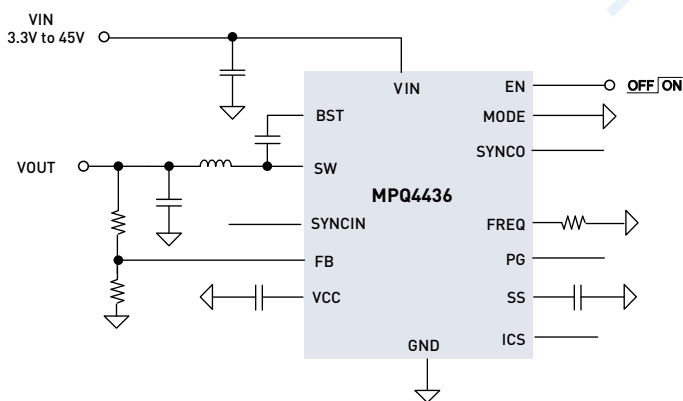 VIN
3.3V to 45V
VIN
EN
OFF ON
BST
MODE
SYNCO
VOUT
SW
MPQ4436
SYNCIN
FREQ
FB
PG
VCC
SS
GND
ICS